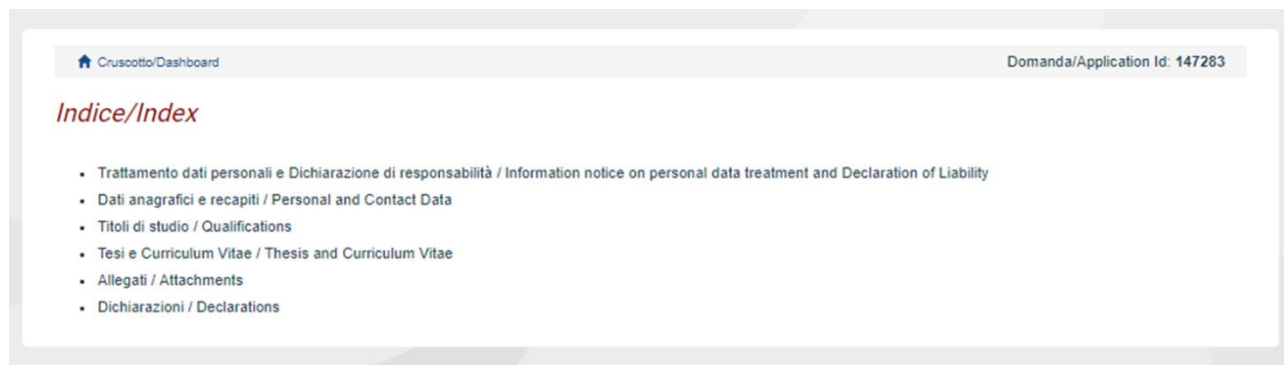 Cruscotto/Dashboard Domanda/Application Id: 147283
Indice/Index
Trattamento dati personali e Dichiarazione di responsabilità / Information notice on personal data treatment and Declaration of Liability
Dati anagrafici e recapiti / Personal and Contact Data
Titoli di studio / Qualifications
Tesi e Curriculum Vitae / Thesis and Curriculum Vitae
Allegati / Attachments
Dichiarazioni / Declarations